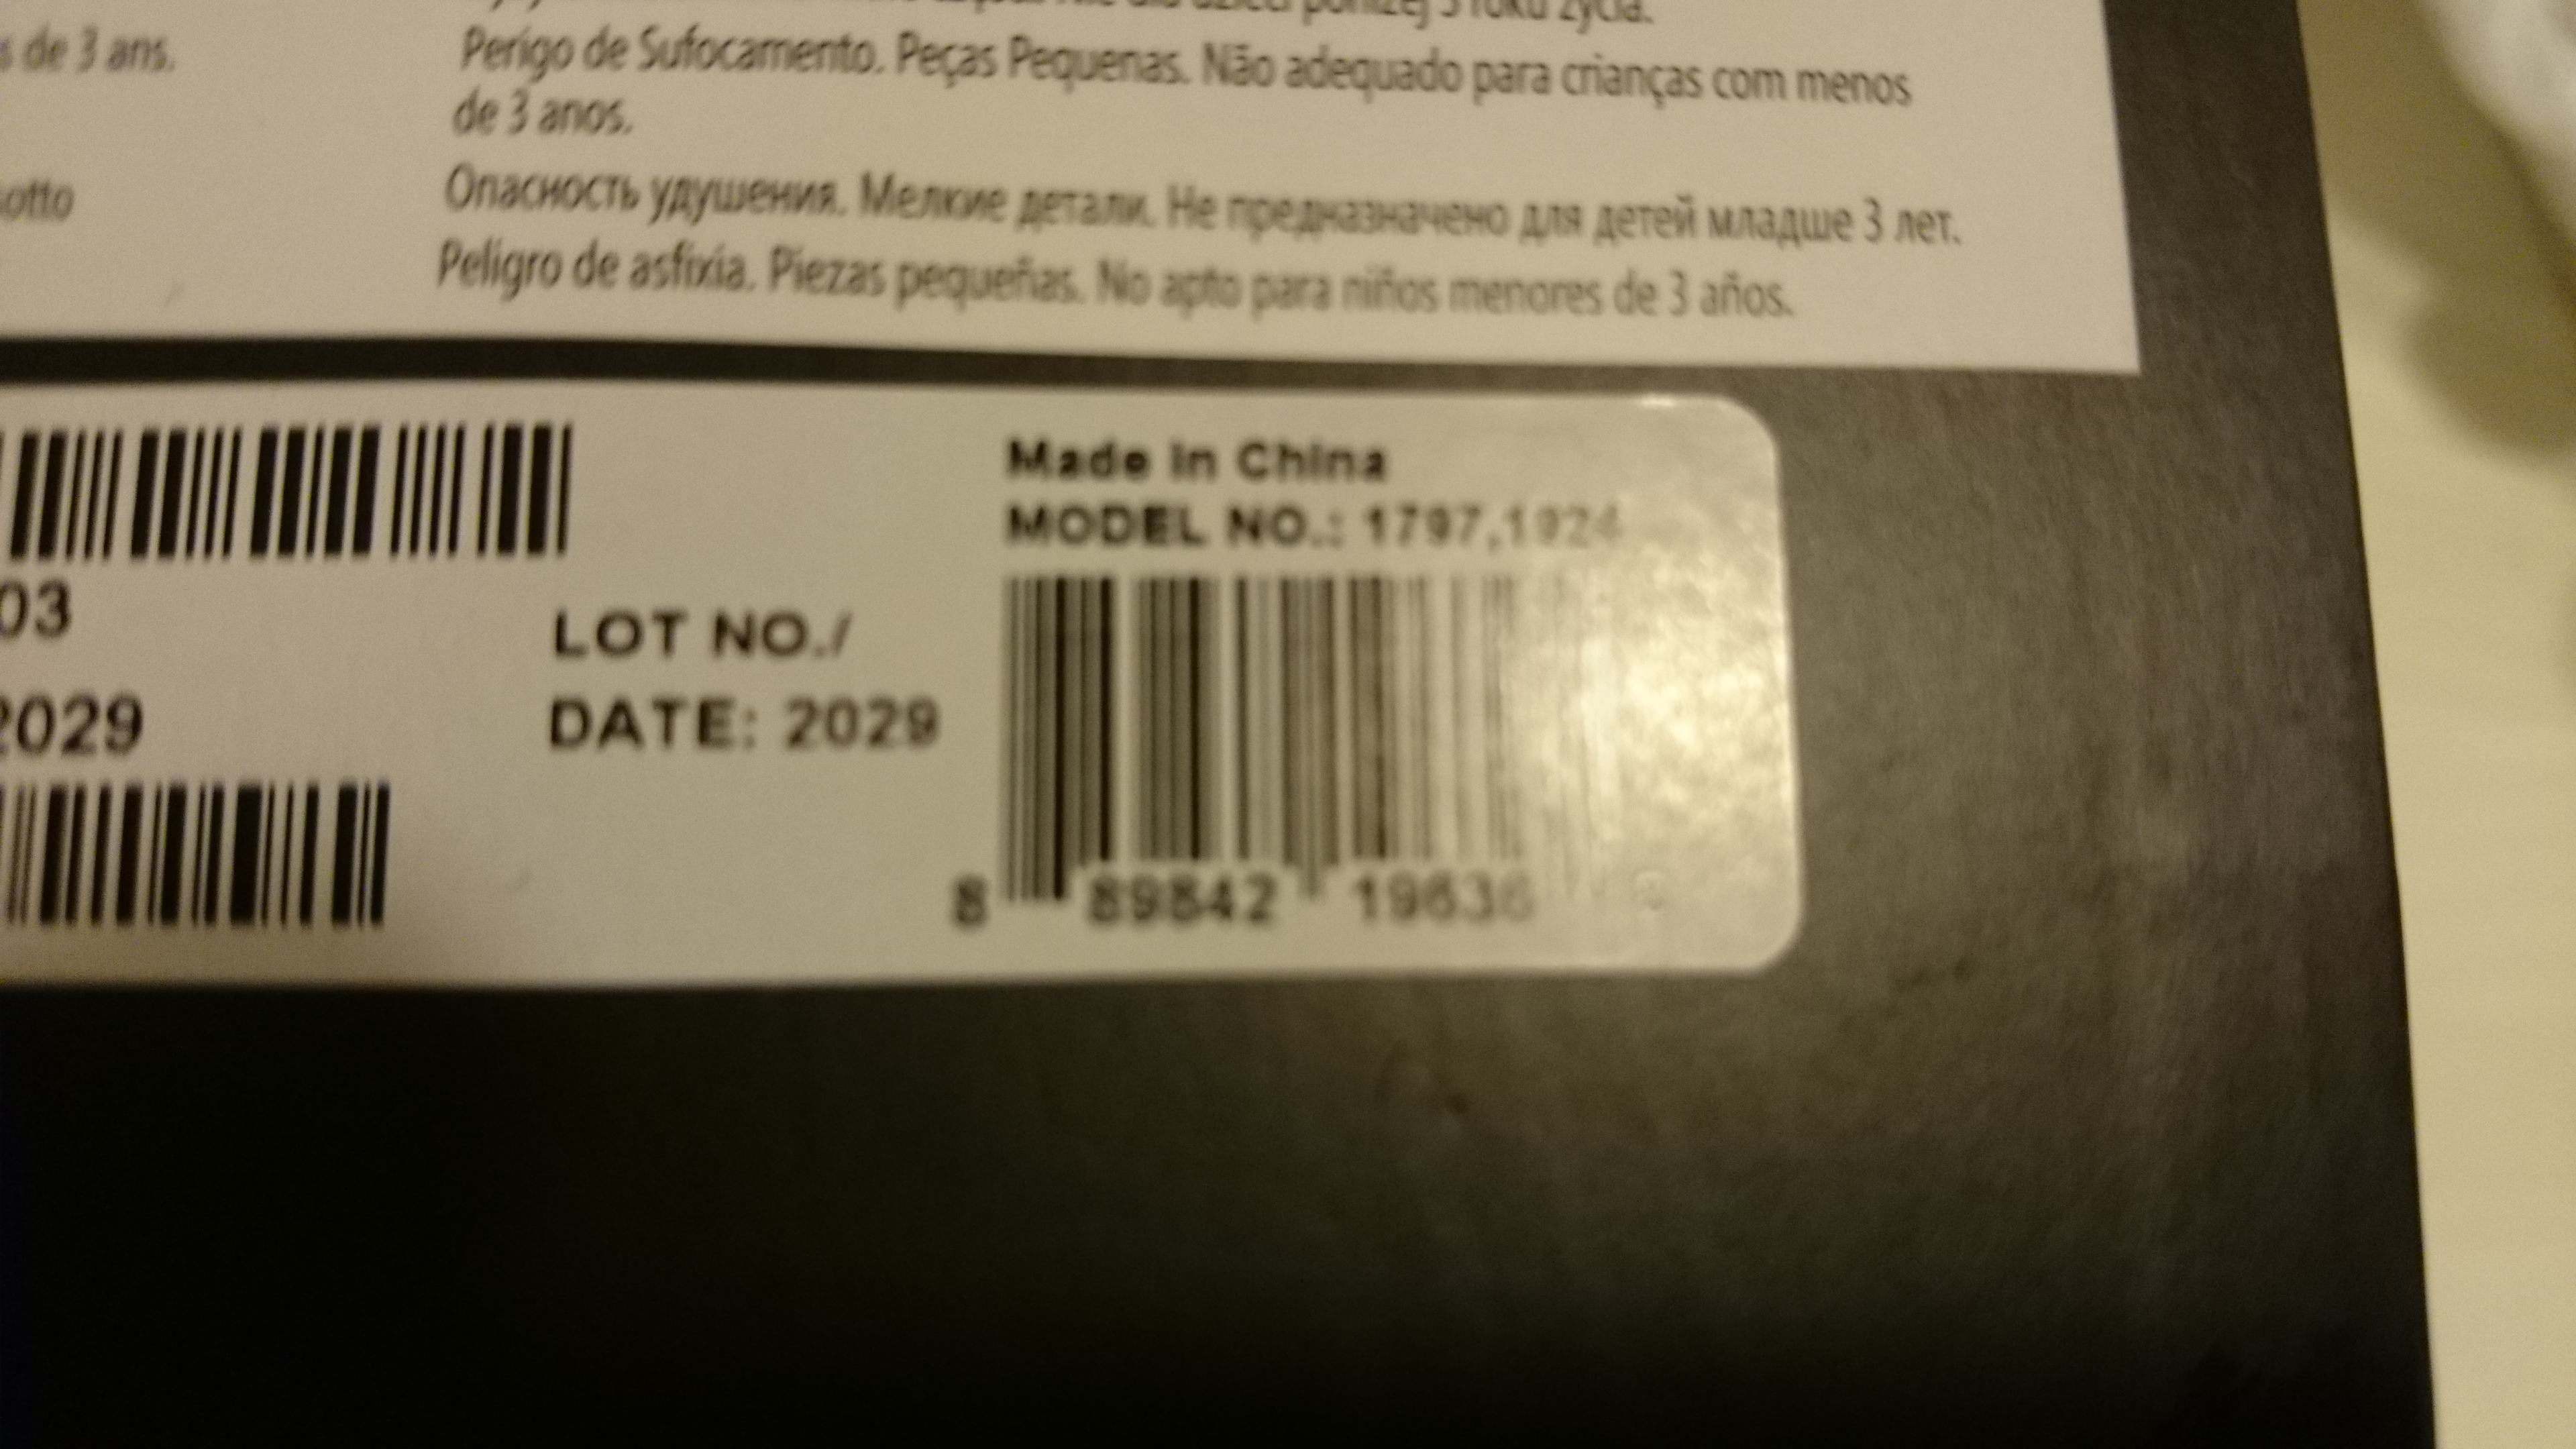 s de 3 ans.
roku życia.
Perigo de Sufocamento. Peças Pequenas. Não adequado para crianças com menos
de 3 anos.
sotto
Опасность удушения. Мелкие детали. Не предназначено для детей младше 3 лет.
Peligro de asfixia. Piezas pequeñas. No apto para niños menores de 3 años.
Made in China
MODEL NO.: 1797,1924
03
LOT NO./
2029
DATE: 2029
8 89842 19636